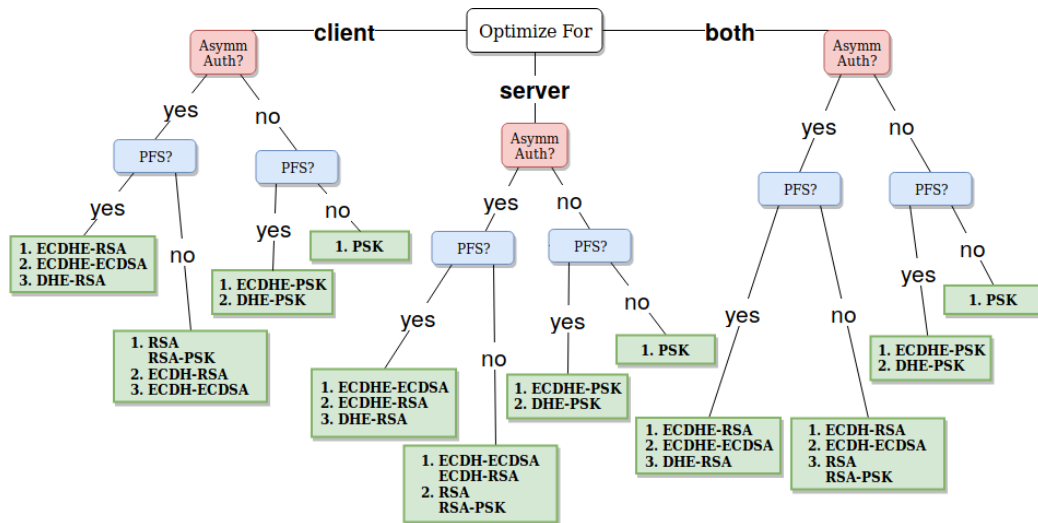 Optimize For
client
server
both
Asymm
Auth?
yes
no
PFS?
yes
no
1. ECDHE-RSA
2. ECDHE-ECDSA
3. DHE-RSA
1. RSA
RSA-PSK
2. ECDH-RSA
3. ECDH-ECDSA
PFS?
yes
no
1. ECDHE-PSK
2. DHE-PSK
1. PSK
Asymm
Auth?
yes
no
PFS?
yes
no
1. ECDHE-ECDSA
2. ECDHE-RSA
3. DHE-RSA
1. ECDH-ECDSA
ECDH-RSA
2. RSA
RSA-PSK
PFS?
yes
no
1. ECDHE-PSK
2. DHE-PSK
1. PSK
Asymm
Auth?
yes
no
PFS?
yes
no
1. ECDHE-RSA
2. ECDHE-ECDSA
3. DHE-RSA
1. ECDH-RSA
2. ECDH-ECDSA
3. RSA
RSA-PSK
PFS?
yes
no
1. ECDHE-PSK
2. DHE-PSK
1. PSK